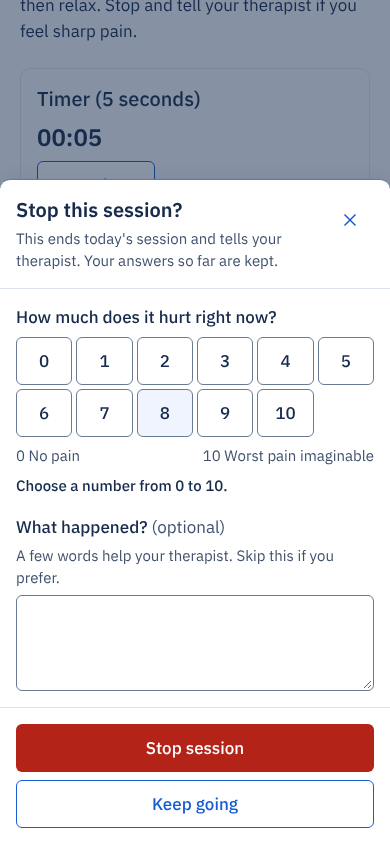 then relax. Stop and tell your therapist if you
feel sharp pain.
Timer (5 seconds)
00:05
Stop this session?
This ends today's session and tells your
therapist. Your answers so far are kept.
How much does it hurt right now?
0 1 2 3 4 5
6 7 8 9 10
0 No pain 10 Worst pain imaginable
Choose a number from 0 to 10.
What happened? (optional)
A few words help your therapist. Skip this if you
prefer.
Stop session
Keep going